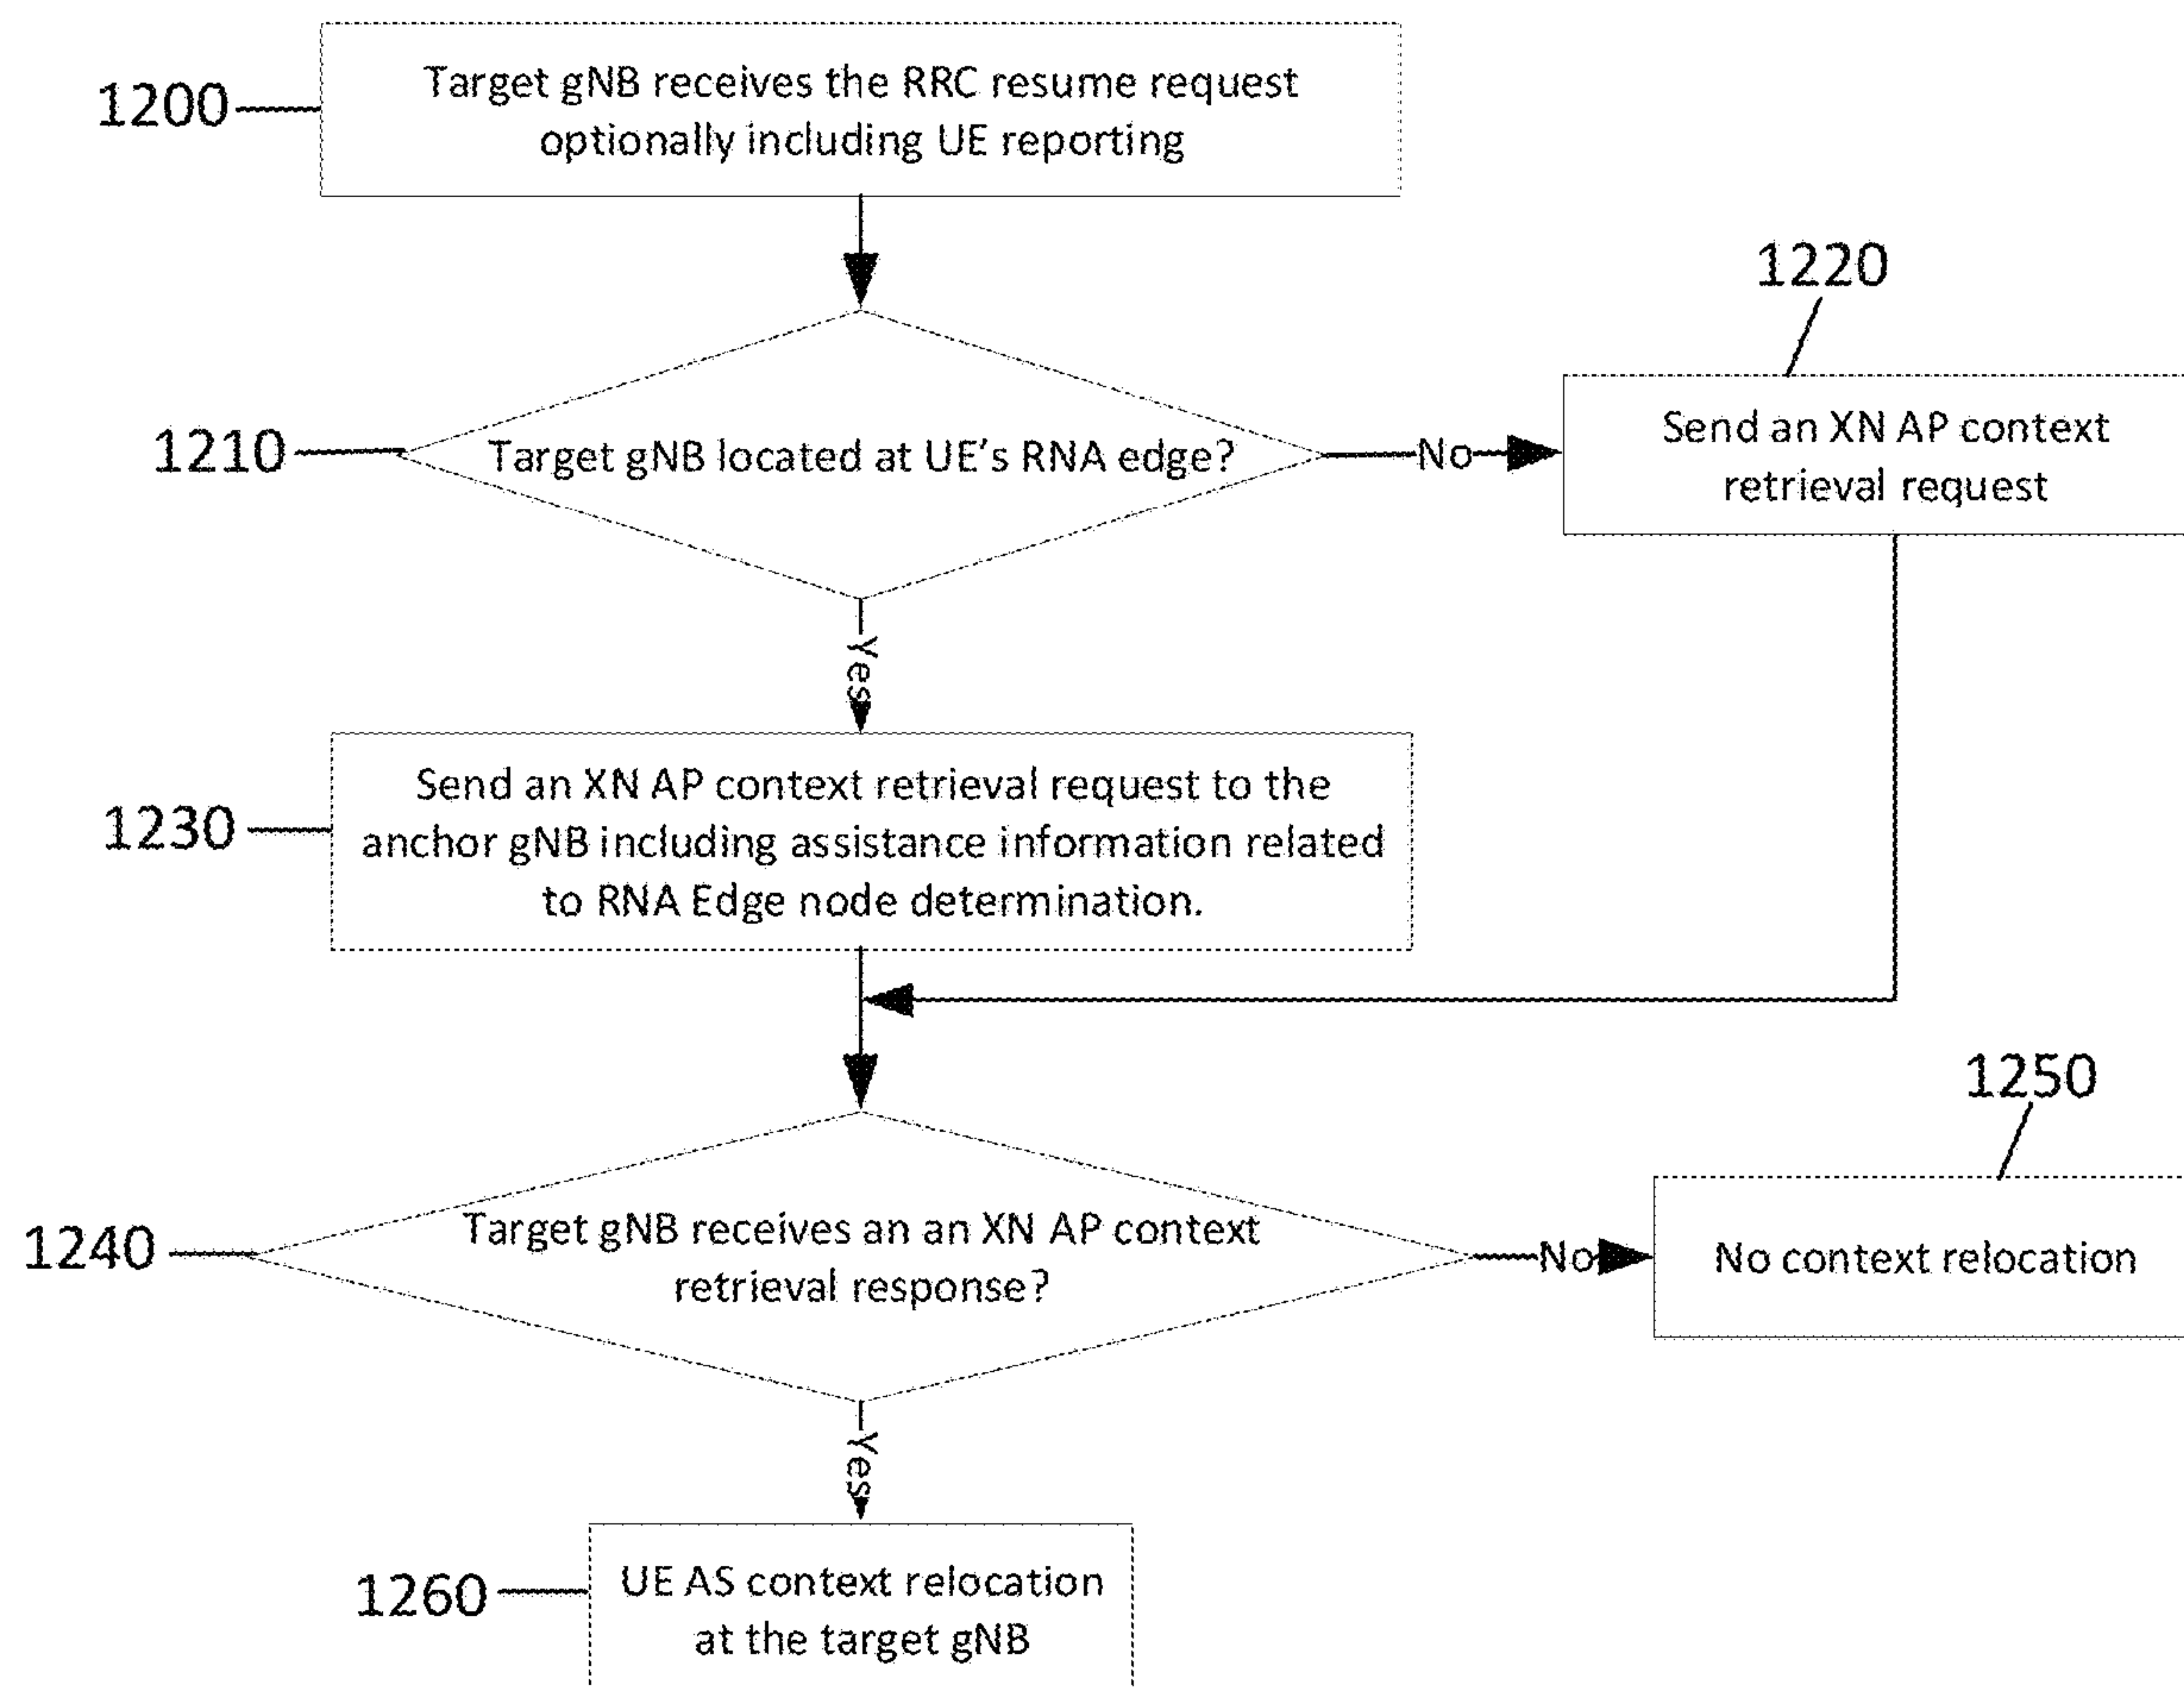 1200
Target gNB receives the RRC resume request
optionally including UE reporting
1220
1210
Target gNB located at UE's RNA edge?
No
Send an XN AP context
retrieval request
Yes
1230
Send an XN AP context retrieval request to the
anchor gNB including assistance information related
to RNA Edge node determination.
1250
1240
Target gNB receives an an XN AP context
retrieval response?
No
No context relocation
Yes
1260
UE AS context relocation
at the target gNB